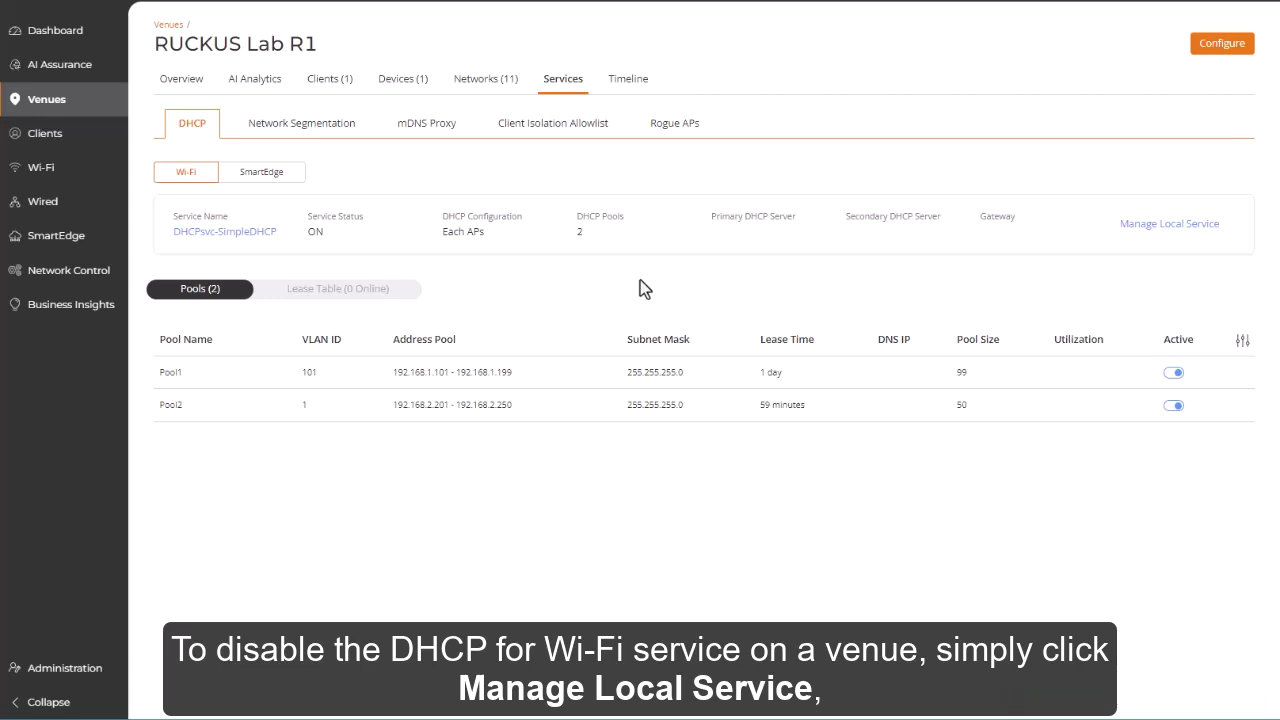 Dashboard
AI Assurance
Venues
Clients
Wi-Fi
Wired
SmartEdge
Network Control
Business Insights
Administration
Collapse
Venues /
RUCKUS Lab R1
Configure
Overview AI Analytics Clients (1) Devices (1) Networks (11) Services Timeline
DHCP Network Segmentation mDNS Proxy Client Isolation Allowlist Rogue APs
Wi-Fi SmartEdge
Service Name Service Status DHCP Configuration DHCP Pools Primary DHCP Server Secondary DHCP Server Gateway
DHCPsvc-SimpleDHCP ON Each APs 2
Manage Local Service
Pools (2) Lease Table (0 Online)
Pool Name VLAN ID Address Pool Subnet Mask Lease Time DNS IP Pool Size Utilization Active
Pool1 101 192.168.1.101 - 192.168.1.199 255.255.255.0 1 day 99
Pool2 1 192.168.2.201 - 192.168.2.250 255.255.255.0 59 minutes 50
To disable the DHCP for Wi-Fi service on a venue, simply click
Manage Local Service,